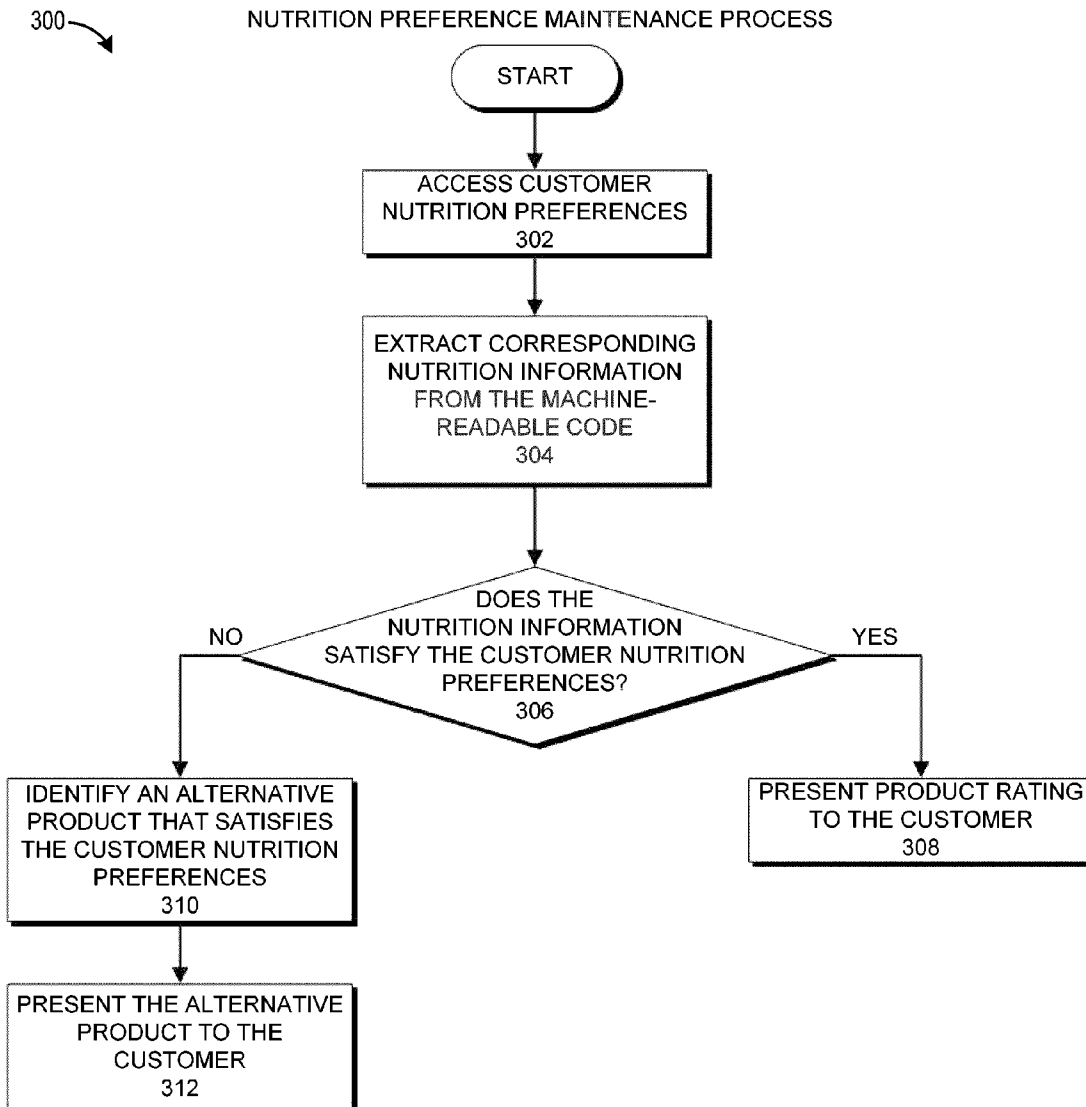 300
NUTRITION PREFERENCE MAINTENANCE PROCESS
START
ACCESS CUSTOMER
NUTRITION PREFERENCES
302
EXTRACT CORRESPONDING
NUTRITION INFORMATION
FROM THE MACHINE-
READABLE CODE
304
DOES THE
NUTRITION INFORMATION
SATISFY THE CUSTOMER NUTRITION
PREFERENCES?
306
NO
YES
IDENTIFY AN ALTERNATIVE
PRODUCT THAT SATISFIES
THE CUSTOMER NUTRITION
PREFERENCES
310
PRESENT PRODUCT RATING
TO THE CUSTOMER
308
PRESENT THE ALTERNATIVE
PRODUCT TO THE
CUSTOMER
312